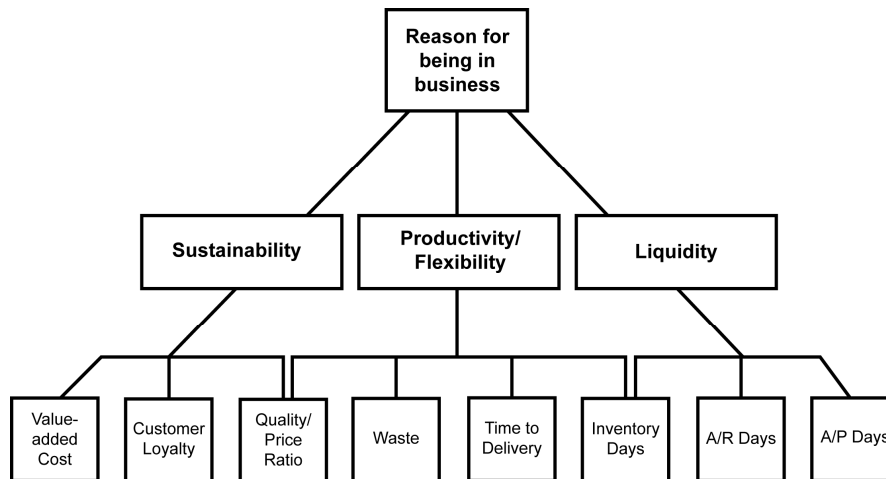 Reason for
being in
business
Sustainability
Productivity/
Flexibility
Liquidity
Value-
added
Cost
Customer
Loyalty
Quality/
Price
Ratio
Waste
Time to
Delivery
Inventory
Days
A/R Days
A/P Days